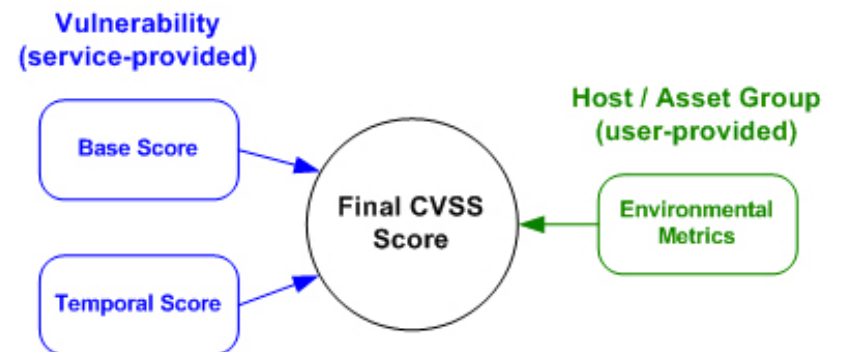 Vulnerability
(service-provided)
Base Score
Temporal Score
Final CVSS
Score
Host / Asset Group
(user-provided)
Environmental
Metrics